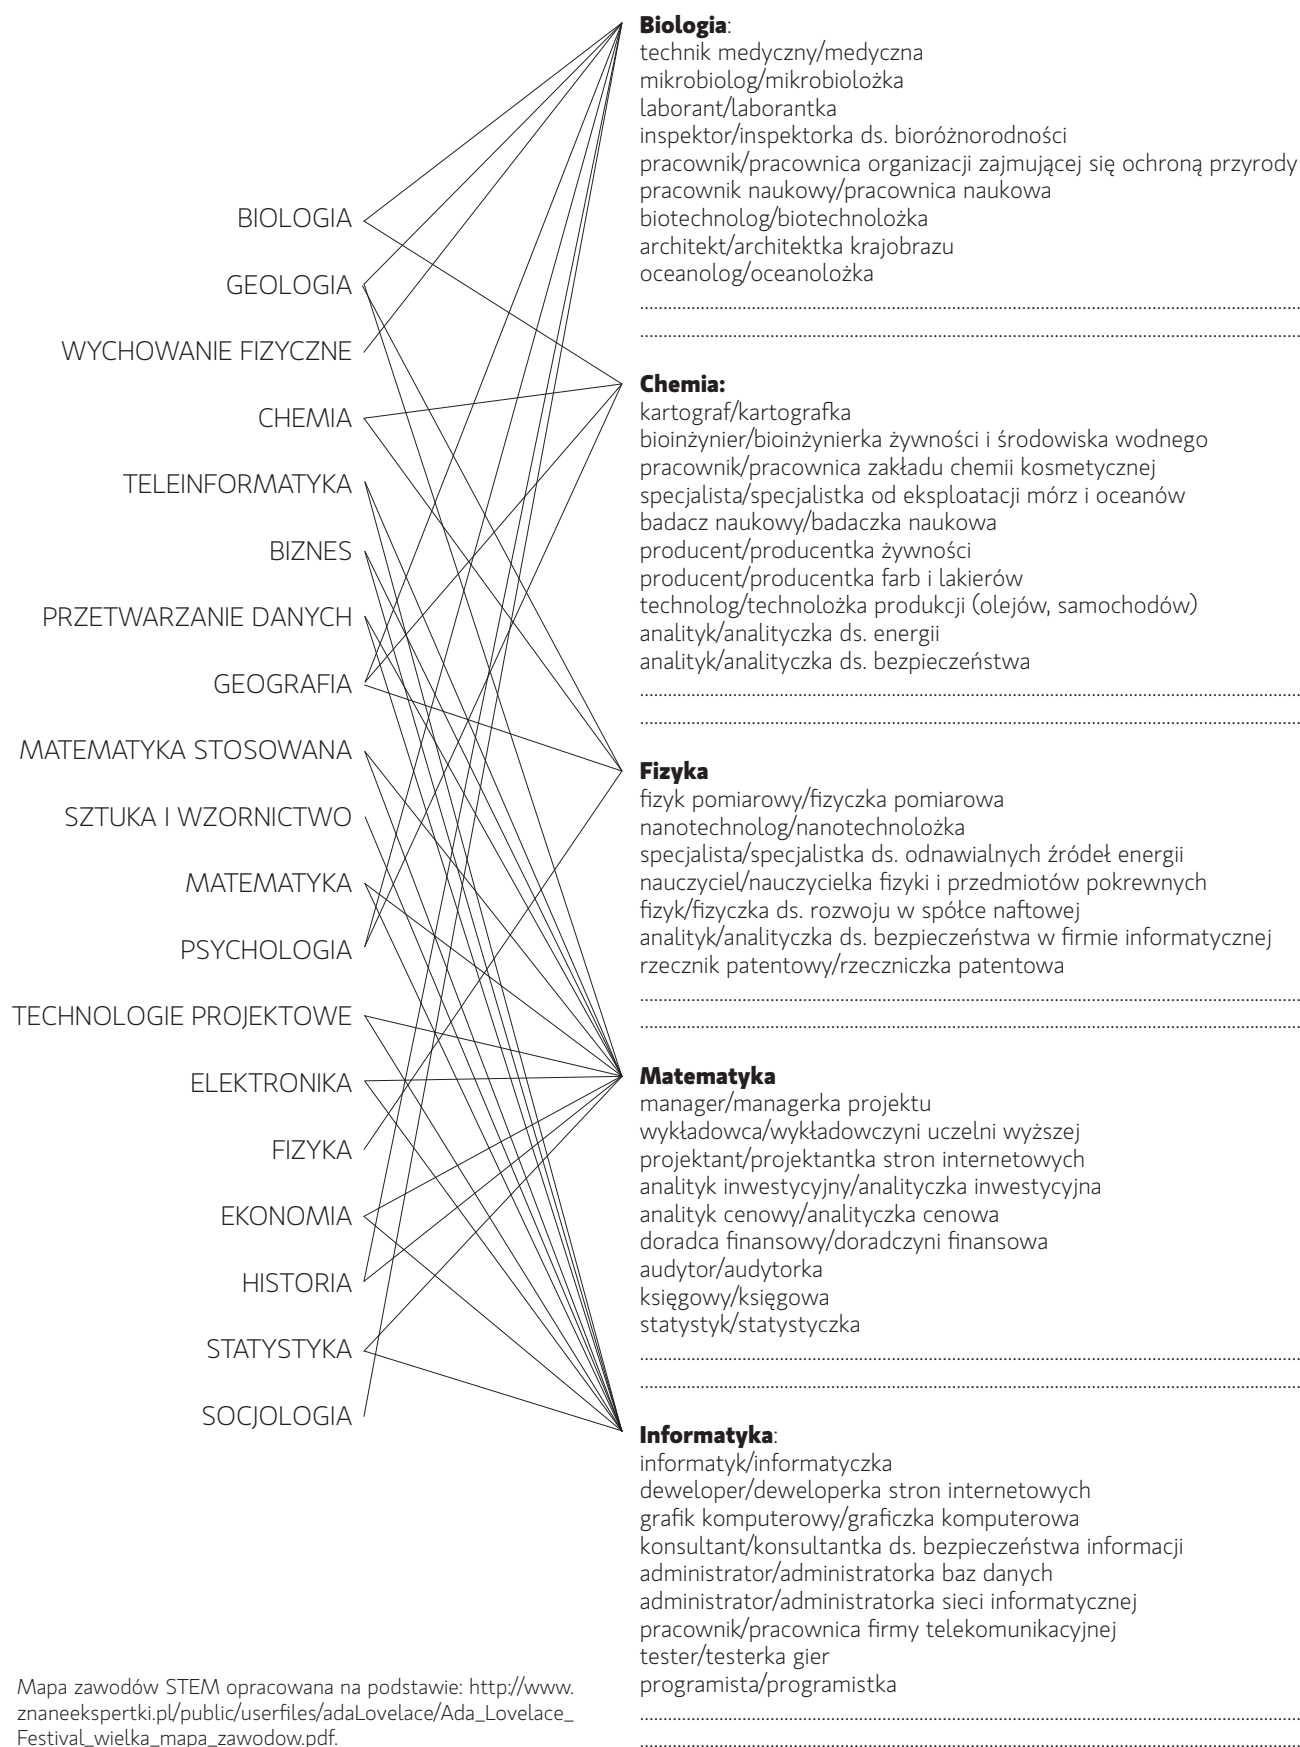 BIOLOGIA
GEOLOGIA
WYCHOWANIE FIZYCZNE
CHEMIA
TELEINFORMATYKA
BIZNES
PRZETWARZANIE DANYCH
GEOGRAFIA
MATEMATYKA STOSOWANA
SZTUKA I WZORNICTWO
MATEMATYKA
PSYCHOLOGIA
TECHNOLOGIE PROJEKTOWE
ELEKTRONIKA
FIZYKA
EKONOMIA
HISTORIA
STATYSTYKA
SOCJOLOGIA
Biologia:
technik medyczny/medyczna
mikrobiolog/mikrobiolożka
laborant/laborantka
inspektor/inspektorka ds. bioróżnorodności
pracownik/pracownica organizacji zajmującej się ochroną przyrody
pracownik naukowy/pracownica naukowa
biotechnolog/biotechnolożka
architekt/architektka krajobrazu
oceanolog/oceanolożka
Chemia:
kartograf/kartografka
bioinżynier/bioinżynierka żywności i środowiska wodnego
pracownik/pracownica zakładu chemii kosmetycznej
specjalista/specjalistka od eksploatacji mórz i oceanów
badacz naukowy/badaczka naukowa
producent/producentka żywności
producent/producentka farb i lakierów
technolog/technolożka produkcji (olejów, samochodów)
analityk/analityczka ds. energii
analityk/analityczka ds. bezpieczeństwa
Fizyka
fizyk pomiarowy/fizyczka pomiarowa
nanotechnolog/nanotechnolożka
specjalista/specjalistka ds. odnawialnych źródeł energii
nauczyciel/nauczycielka fizyki i przedmiotów pokrewnych
fizyk/fizyczka ds. rozwoju w spółce naftowej
analityk/analityczka ds. bezpieczeństwa w firmie informatycznej
rzecznik patentowy/rzeczniczka patentowa
Matematyka
manager/managerka projektu
wykładowca/wykładowczyni uczelni wyższej
projektant/projektantka stron internetowych
analityk inwestycyjny/analityczka inwestycyjna
analityk cenowy/analityczka cenowa
doradca finansowy/doradczyni finansowa
audytor/audytorka
księgowy/księgowa
statystyk/statystyczka
Informatyka:
informatyk/informatyczka
deweloper/deweloperka stron internetowych
grafik komputerowy/graficzka komputerowa
konsultant/konsultantka ds. bezpieczeństwa informacji
administrator/administratorka baz danych
administrator/administratorka sieci informatycznej
pracownik/pracownica firmy telekomunikacyjnej
tester/testerka gier
programista/programistka
Mapa zawodów STEM opracowana na podstawie: http://www.
znaneekspertki.pl/public/userfiles/adaLovelace/Ada_Lovelace_
Festival_wielka_mapa_zawodow.pdf.